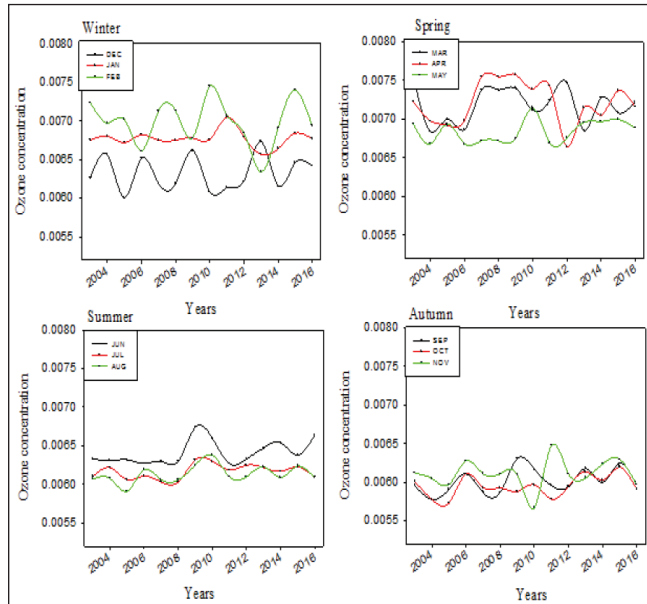 Winter
0.0080
0.0075
0.0070
0.0065
0.0060
0.0055
Ozone concentration
DEC
JAN
FEB
2004 2006 2008 2010 2012 2014 2016
Years
Spring
0.0080
0.0075
0.0070
0.0065
0.0060
0.0055
Ozone concentration
MAR
APR
MAY
2004 2006 2008 2010 2012 2014 2016
Years
Summer
0.0080
0.0075
0.0070
0.0065
0.0060
0.0055
Ozone concentration
JUN
JUL
AUG
2004 2006 2008 2010 2012 2014 2016
Years
Autumn
0.0080
0.0075
0.0070
0.0065
0.0060
0.0055
Ozone concentration
SEP
OCT
NOV
2004 2006 2008 2010 2012 2014 2016
Years